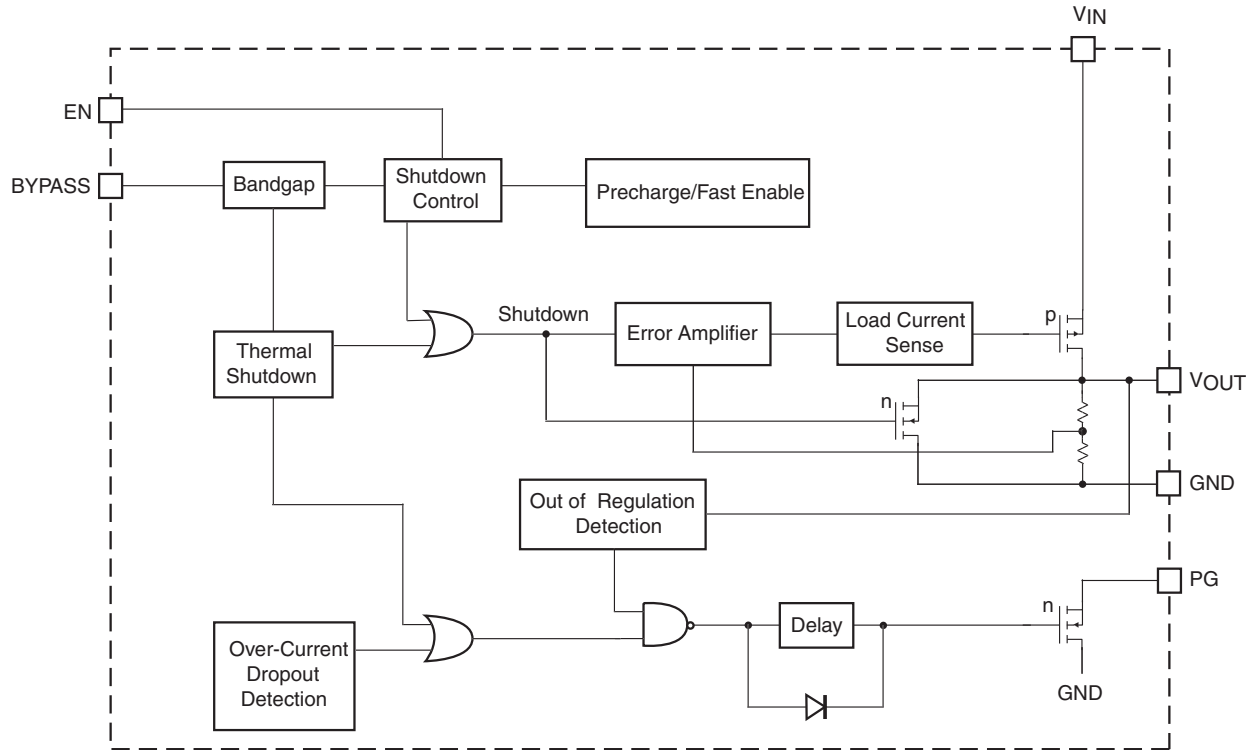 VIN
EN
BYPASS
Bandgap
Shutdown
Control
Precharge/Fast Enable
Shutdown
Error Amplifier
Load Current
Sense
p
Thermal
Shutdown
n
VOUT
GND
Out of Regulation
Detection
PG
n
Delay
Over-Current
Dropout
Detection
GND